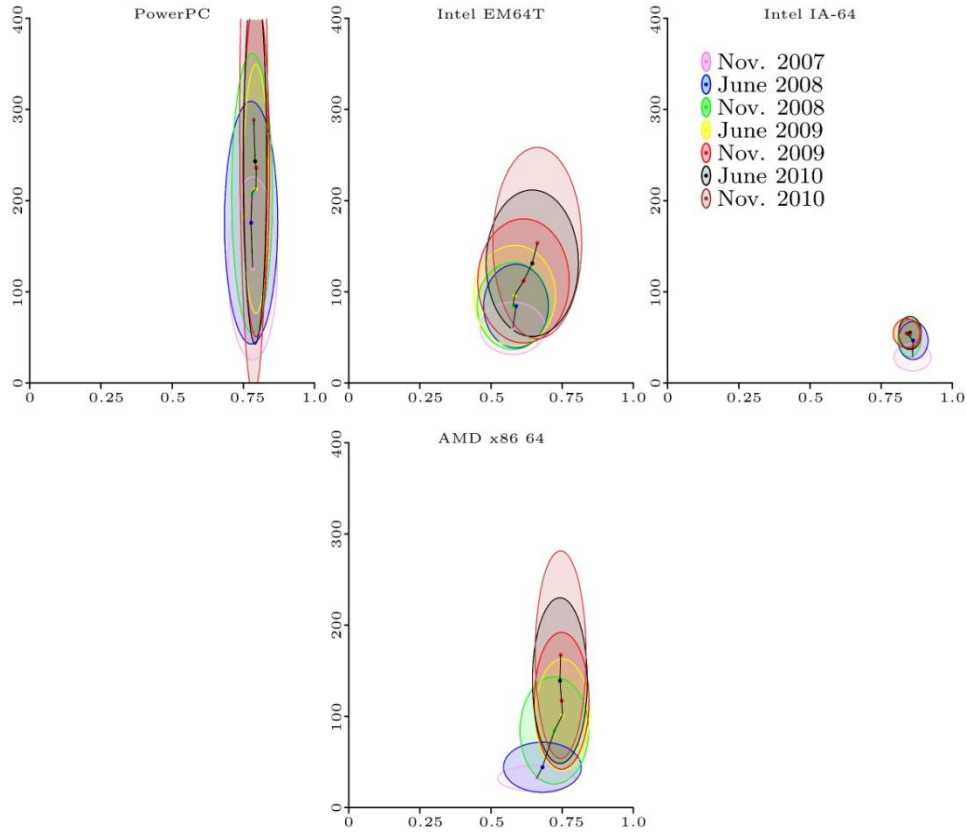 PowerPC
Intel EM64T
Intel IA-64
400
300
200
100
0
0 0.25 0.5 0.75 1.0
400
300
200
100
0
0 0.25 0.5 0.75 1.0
400
300
200
100
0
0 0.25 0.5 0.75 1.0
Nov. 2007
June 2008
Nov. 2008
June 2009
Nov. 2009
June 2010
Nov. 2010
AMD x86 64
400
300
200
100
0
0 0.25 0.5 0.75 1.0